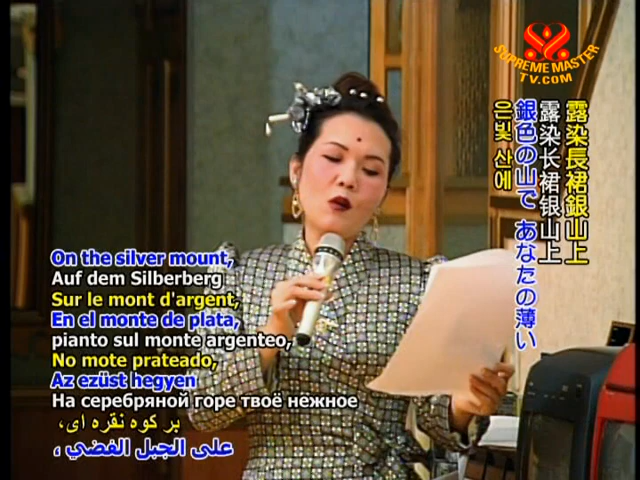 SUPREME MASTER
TV.COM
露染長裙銀山上
露染长裙银山上
銀色の山で あなたの薄い
은빛 산에
On the silver mount,
Auf dem Silberberg
Sur le mont d'argent,
En el monte de plata,
pianto sul monte argenteo,
No mote prateado,
Az ezüst hegyen
На серебряной горе твоё нежное
بر کوه نقره ای،
على الجبل الفضي ،